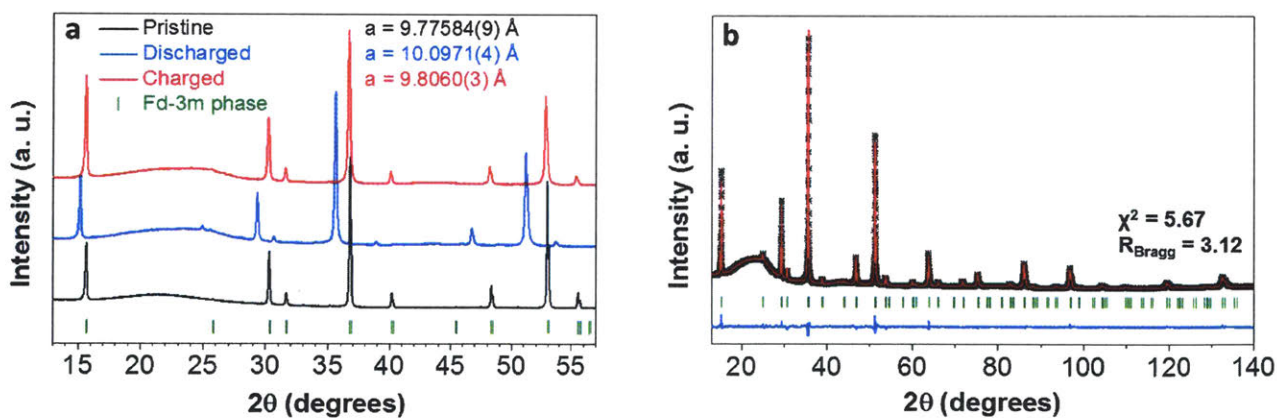 a
Pristine a = 9.77584(9) Å
Discharged a = 10.0971(4) Å
Charged a = 9.8060(3) Å
Fd-3m phase
Intensity (a. u.)
15 20 25 30 35 40 45 50 55
2θ (degrees)
b
χ² = 5.67
R_Bragg = 3.12
Intensity (a. u.)
20 40 60 80 100 120 140
2θ (degrees)